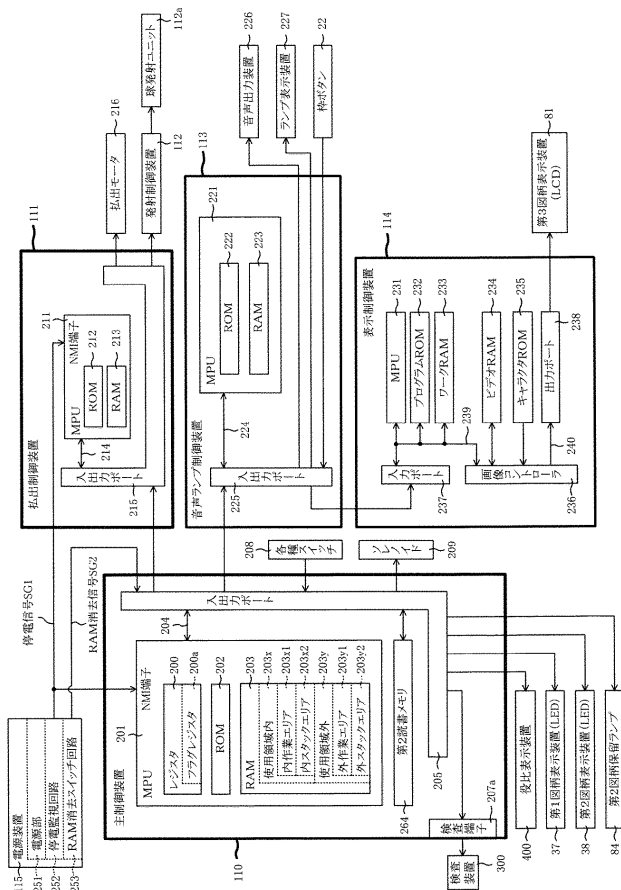 電源装置
電源部
停電監視回路
RAM消去スイッチ回路
115
251
252
253
停電信号SG1
RAM消去信号SG2
111
払出制御装置
211
NMI端子
MPU
ROM
212
RAM
213
214
入出力ポート
215
払出モータ
216
発射制御装置
112
球発射ユニット
112a
113
音声ランプ制御装置
221
MPU
ROM
222
RAM
223
224
入出力ポート
225
音声出力装置
226
ランプ表示装置
227
枠ボタン
22
114
表示制御装置
MPU
231
プログラムROM
232
ワークRAM
233
ビデオRAM
234
キャラクタROM
235
出力ポート
238
239
240
入力ポート
237
画像コントローラ
236
第3図柄表示装置
(LCD)
81
110
主制御装置
201
NMI端子
MPU
レジスタ
200
フラグレジスタ
200a
ROM
202
RAM
203
使用領域内
203x
内作業エリア
203x1
内スタックエリア
203x2
使用領域外
203y
外作業エリア
203y1
外スタックエリア
203y2
204
入出力ポート
205
第2読書メモリ
264
検査端子
207a
検査装置
300
各種スイッチ
208
ソレノイド
209
役比表示装置
400
第1図柄表示装置(LED)
37
第2図柄表示装置(LED)
38
第2図柄保留ランプ
84